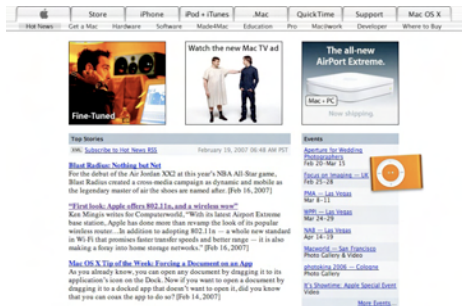 Store iPhone iPod + iTunes .Mac QuickTime Support Mac OS X
Hot News Get a Mac Hardware Software Made4Mac Education Pro Mac@work Developer Where to Buy
Fine-Tuned
Watch the new Mac TV ad
The all-new
AirPort Extreme.
Mac + PC
Now shipping.
Top Stories
XML Subscribe to Hot News RSS February 19, 2007 06:48 AM PST
Blast Radius: Nothing but Net
For the debut of the Air Jordan XX2 at this year's NBA All-Star game,
Blast Radius created a cross-media campaign as dynamic and mobile as
the legendary master of air the shoes are named after. [Feb 16, 2007]
"First look: Apple offers 802.11n, and a wireless wow"
Ken Mingis writes for Computerworld, "With its latest Airport Extreme
base station, Apple has done more than revamp the look of its popular
wireless router....In addition to adopting 802.11n — a whole new standard
in Wi-Fi that promises faster transfer speeds and better range — it is also
making a foray into home storage networks." [Feb 15, 2007]
Mac OS X Tip of the Week: Forcing a Document on an App
As you already know, you can open any document by dragging it to its
application's icon on the Dock. Now if you want to open a document by
dragging it to a docked app that doesn't want to open it, did you know
that you can coax the app to do so? [Feb 14, 2007]
Events
Aperture for Wedding
Photographers
Feb 20-Mar 15
Focus on Imaging — UK
Feb 25-28
PMA — Las Vegas
Mar 8-11
WPPI — Las Vegas
Mar 24-29
NAB — Las Vegas
Apr 14-19
Macworld — San Francisco
Photo Gallery & Video
photokina 2006 — Cologne
Photo Gallery
It's Showtime: Apple Special Event
Video
More Events...